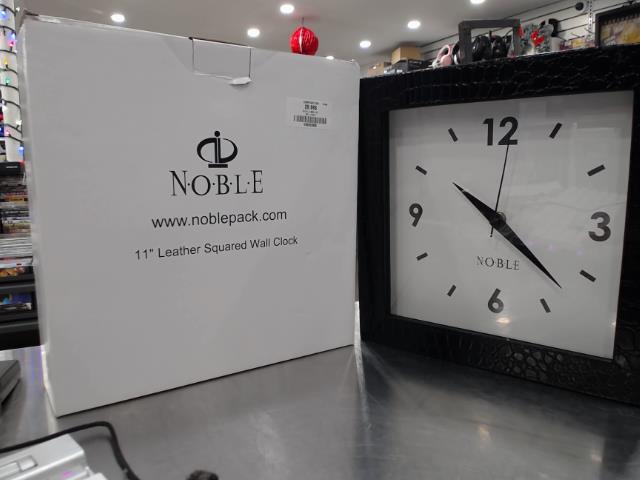 N·O·B·L·E
www.noblepack.com
11" Leather Squared Wall Clock
12
3
6
9
NOBLE